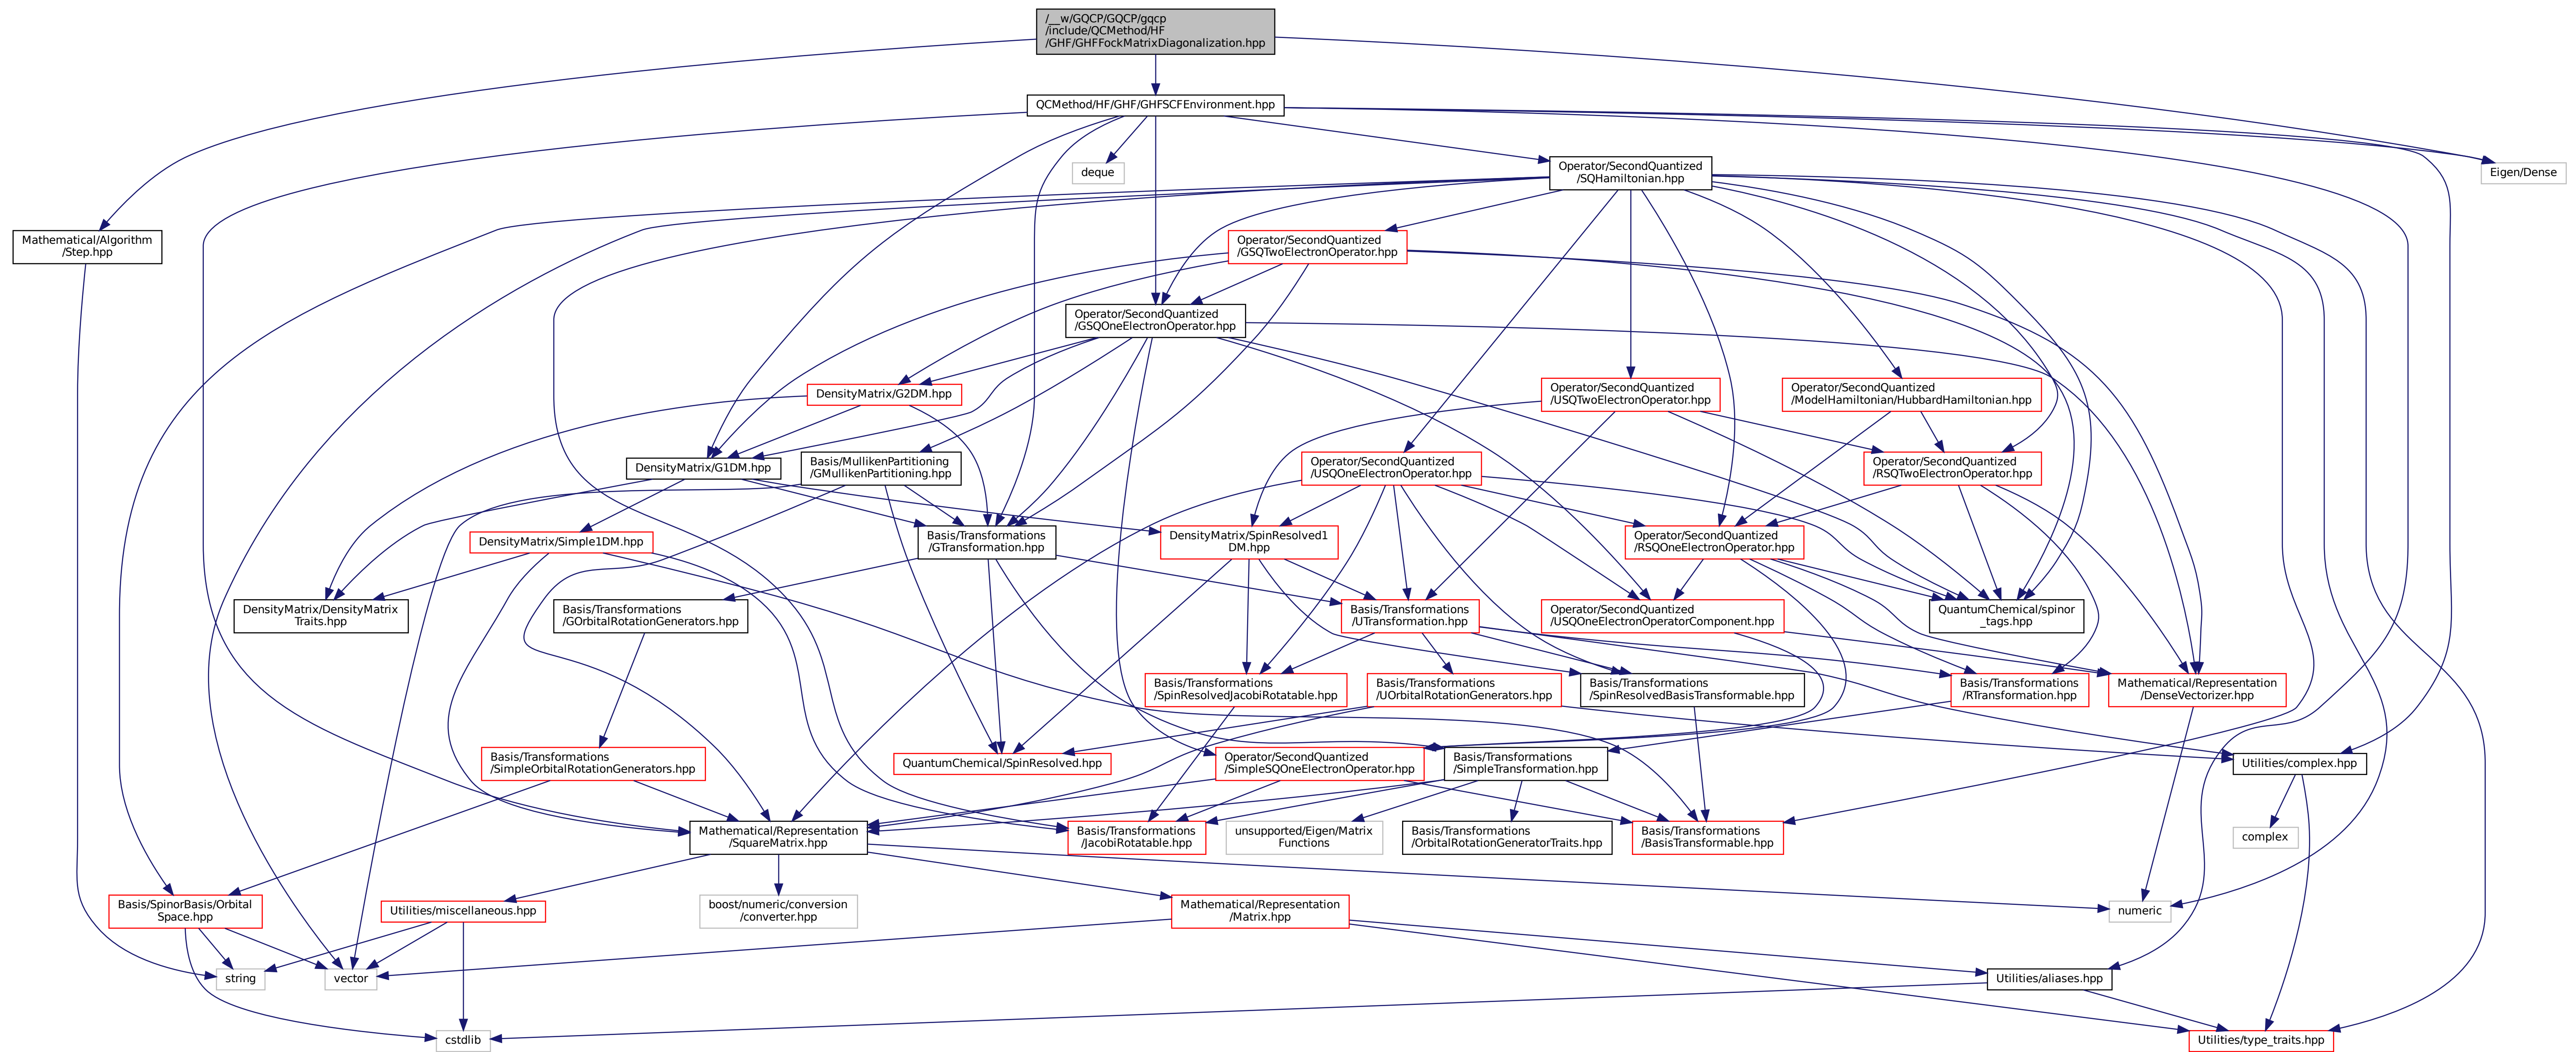 /__w/GQCP/GQCP/gqcp
/include/QCMethod/HF
/GHF/GHFFockMatrixDiagonalization.hpp
QCMethod/HF/GHF/GHFSCFEnvironment.hpp
deque
Operator/SecondQuantized
/SQHamiltonian.hpp
Eigen/Dense
Mathematical/Algorithm
/Step.hpp
Operator/SecondQuantized
/GSQTwoElectronOperator.hpp
Operator/SecondQuantized
/GSQOneElectronOperator.hpp
DensityMatrix/G2DM.hpp
Operator/SecondQuantized
/USQTwoElectronOperator.hpp
Operator/SecondQuantized
/ModelHamiltonian/HubbardHamiltonian.hpp
DensityMatrix/G1DM.hpp
Basis/MullikenPartitioning
/GMullikenPartitioning.hpp
Operator/SecondQuantized
/USQOneElectronOperator.hpp
Operator/SecondQuantized
/RSQTwoElectronOperator.hpp
DensityMatrix/Simple1DM.hpp
Basis/Transformations
/GTransformation.hpp
DensityMatrix/SpinResolved1
DM.hpp
Operator/SecondQuantized
/RSQOneElectronOperator.hpp
DensityMatrix/DensityMatrix
Traits.hpp
Basis/Transformations
/GOrbitalRotationGenerators.hpp
Basis/Transformations
/UTransformation.hpp
Operator/SecondQuantized
/USQOneElectronOperatorComponent.hpp
QuantumChemical/spinor
_tags.hpp
Basis/Transformations
/SpinResolvedJacobiRotatable.hpp
Basis/Transformations
/UOrbitalRotationGenerators.hpp
Basis/Transformations
/SpinResolvedBasisTransformable.hpp
Basis/Transformations
/RTransformation.hpp
Mathematical/Representation
/DenseVectorizer.hpp
Basis/Transformations
/SimpleOrbitalRotationGenerators.hpp
QuantumChemical/SpinResolved.hpp
Operator/SecondQuantized
/SimpleSQOneElectronOperator.hpp
Basis/Transformations
/SimpleTransformation.hpp
Utilities/complex.hpp
Mathematical/Representation
/SquareMatrix.hpp
Basis/Transformations
/JacobiRotatable.hpp
unsupported/Eigen/Matrix
Functions
Basis/Transformations
/OrbitalRotationGeneratorTraits.hpp
Basis/Transformations
/BasisTransformable.hpp
complex
Basis/SpinorBasis/Orbital
Space.hpp
Utilities/miscellaneous.hpp
boost/numeric/conversion
/converter.hpp
Mathematical/Representation
/Matrix.hpp
numeric
string
vector
Utilities/aliases.hpp
cstdlib
Utilities/type_traits.hpp